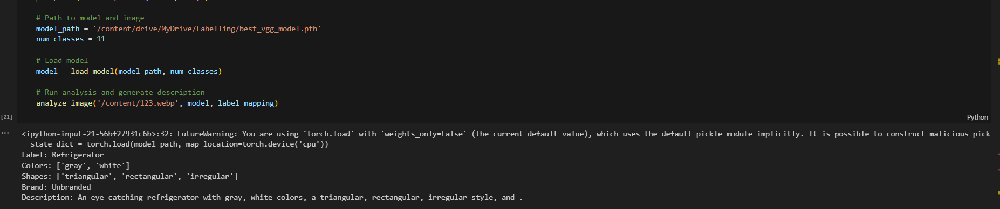 # Path to model and image
model_path = '/content/drive/MyDrive/Labelling/best_vgg_model.pth'
num_classes = 11
# Load model
model = load_model(model_path, num_classes)
# Run analysis and generate description
analyze_image('/content/123.webp', model, label_mapping)
[21]
Python
...
<ipython-input-21-56bf27931c6b>:32: FutureWarning: You are using `torch.load` with `weights_only=False` (the current default value), which uses the default pickle module implicitly. It is possible to construct malicious pickl
state_dict = torch.load(model_path, map_location=torch.device('cpu'))
Label: Refrigerator
Colors: ['gray', 'white']
Shapes: ['triangular', 'rectangular', 'irregular']
Brand: Unbranded
Description: An eye-catching refrigerator with gray, white colors, a triangular, rectangular, irregular style, and .